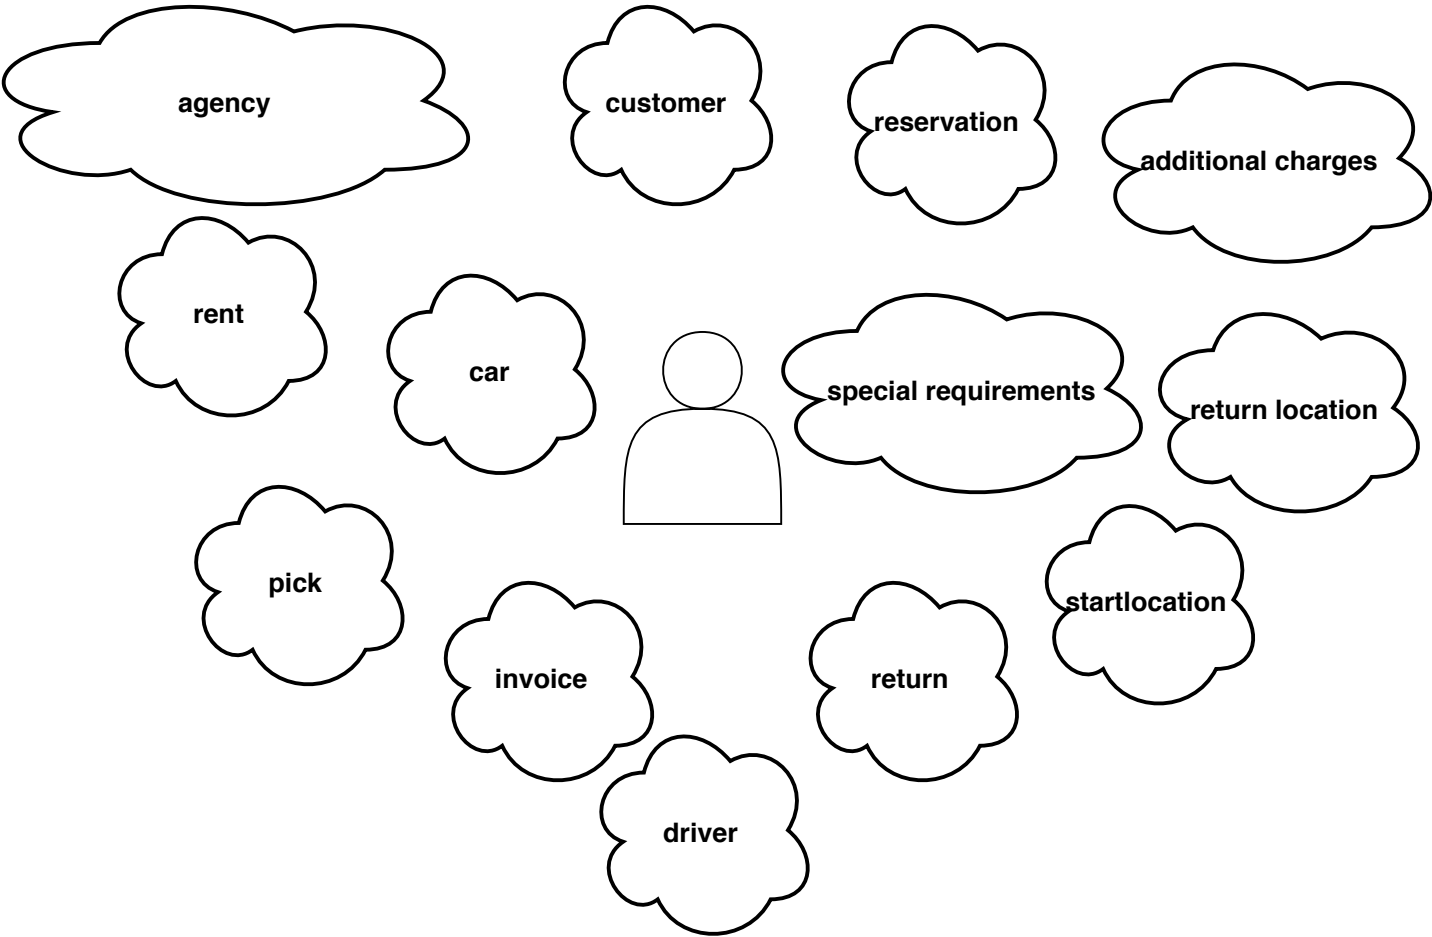 agency
customer
reservation
additional charges
rent
car
special requirements
return location
pick
startlocation
invoice
return
driver